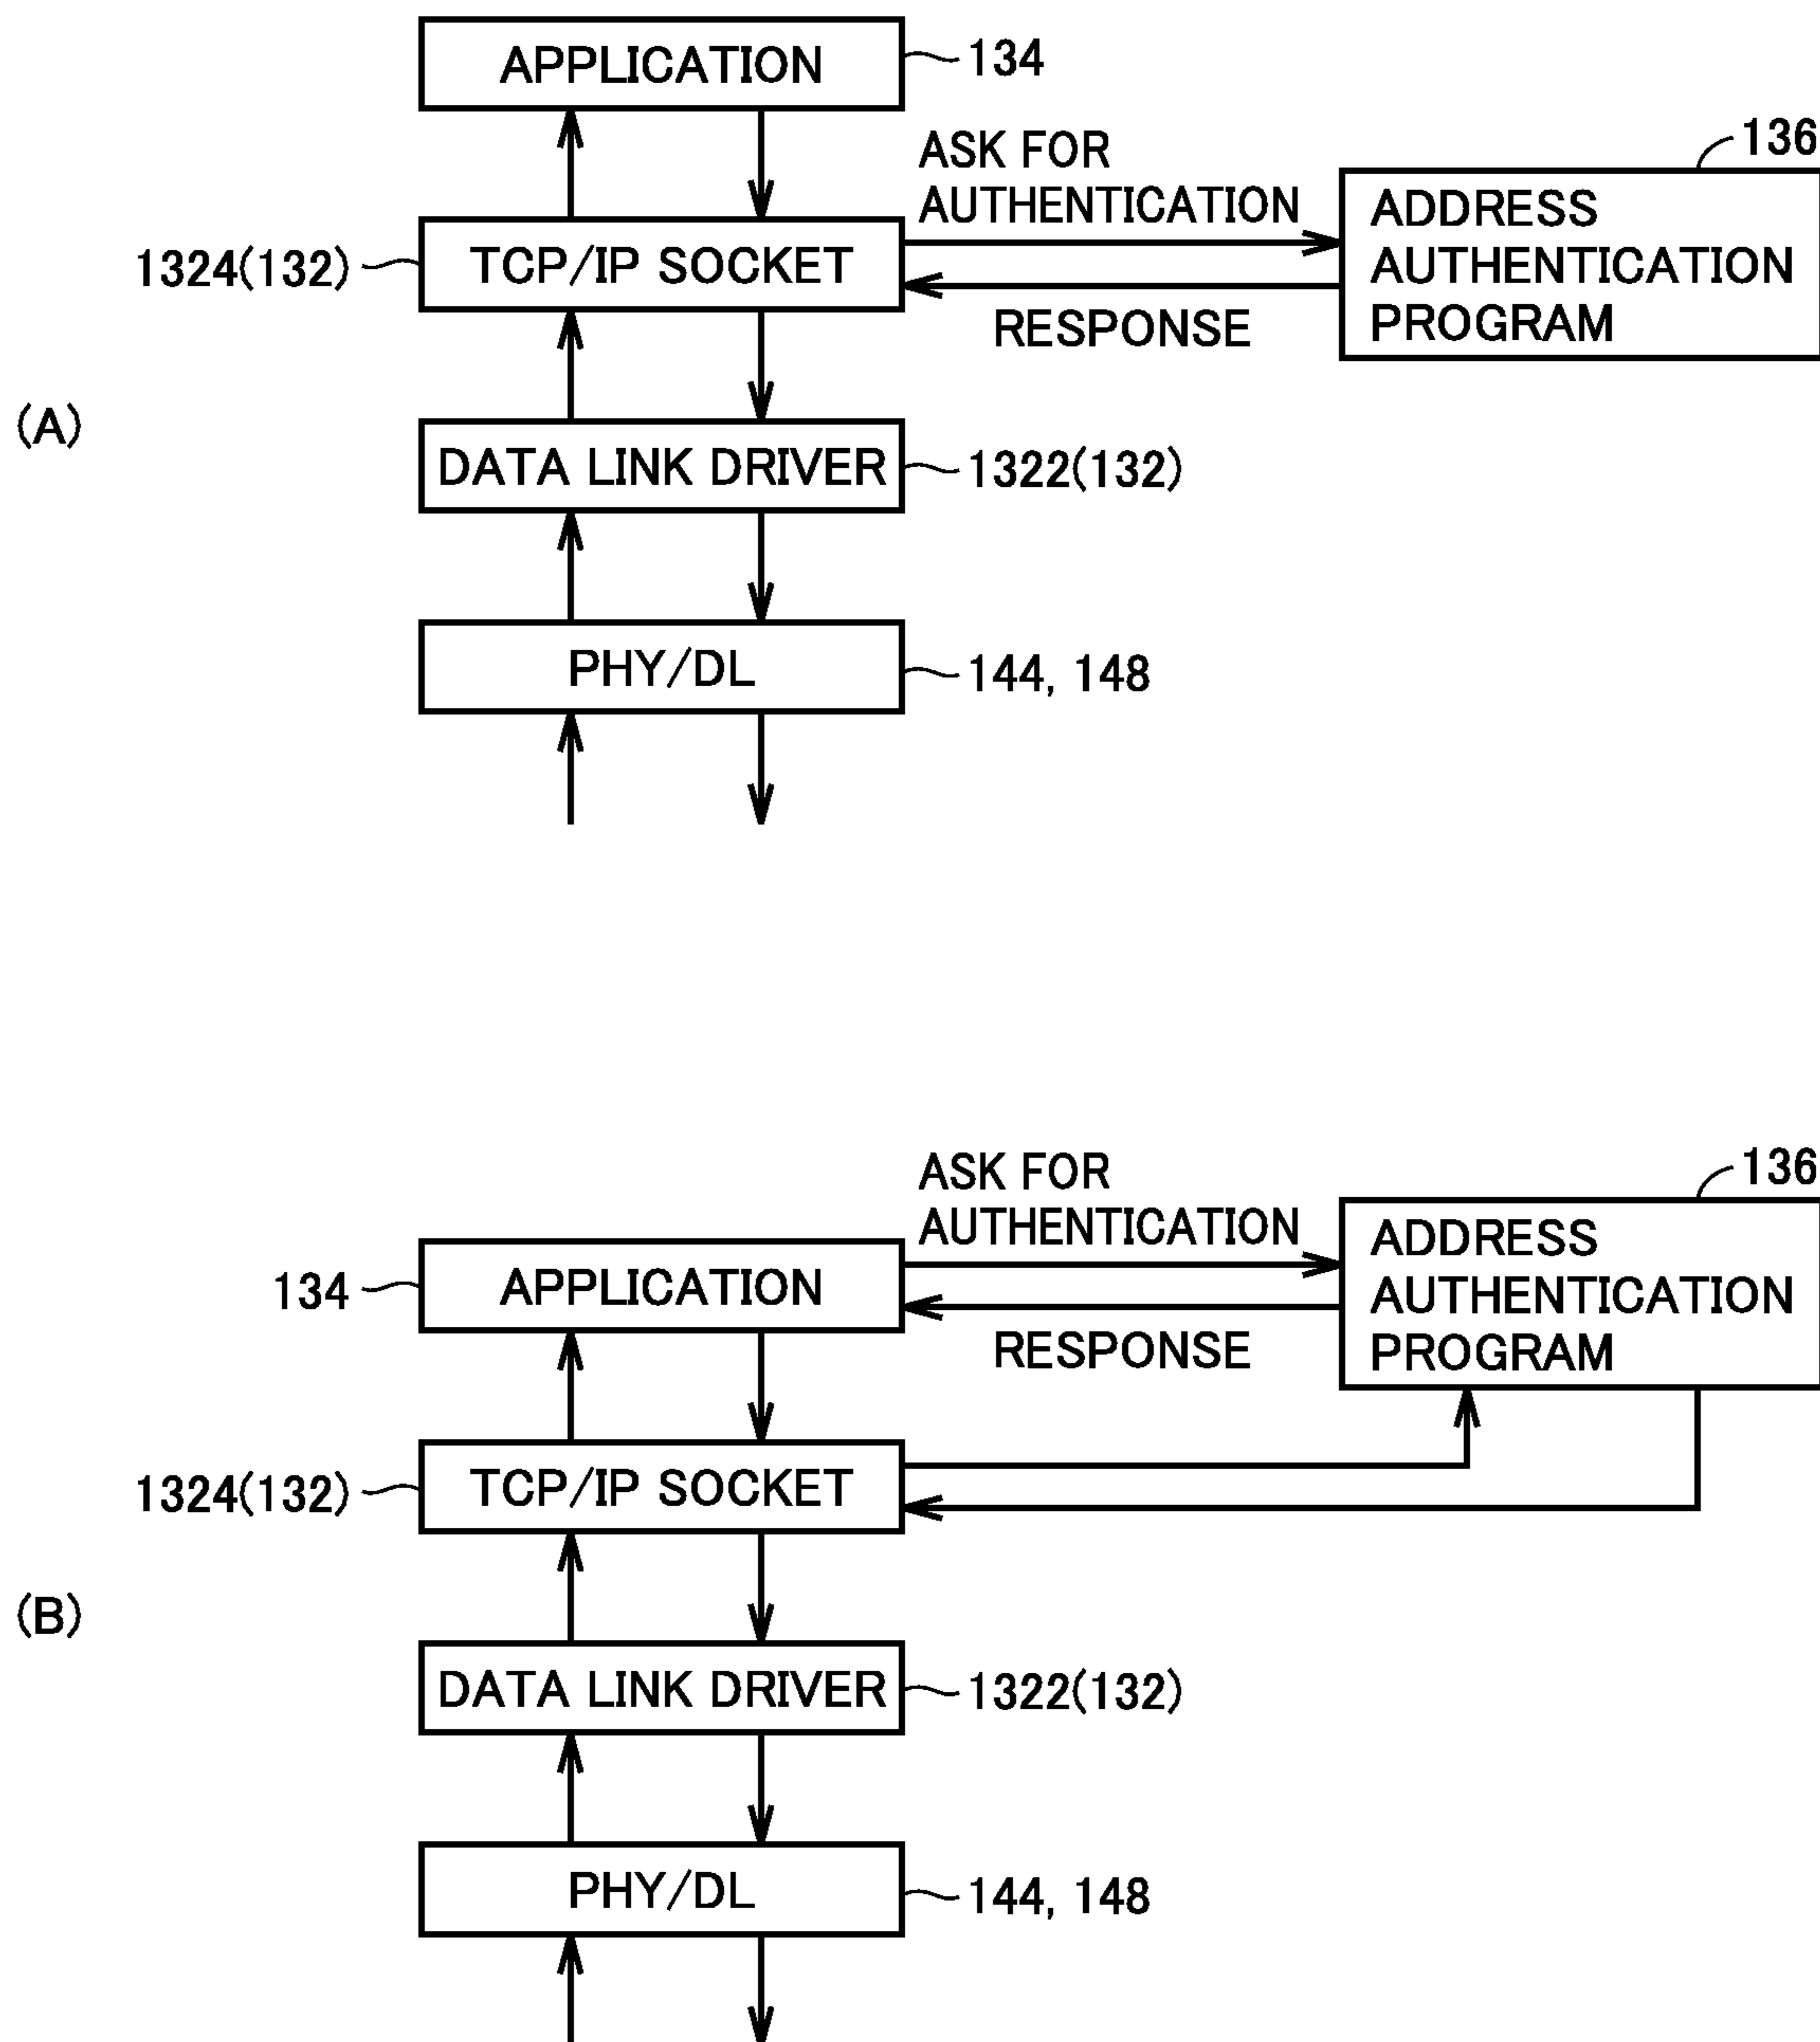 APPLICATION
134
ASK FOR
AUTHENTICATION
136
ADDRESS
AUTHENTICATION
PROGRAM
1324(132)
TCP/IP SOCKET
RESPONSE
(A)
DATA LINK DRIVER
1322(132)
PHY/DL
144, 148
ASK FOR
AUTHENTICATION
136
ADDRESS
AUTHENTICATION
PROGRAM
134
APPLICATION
RESPONSE
1324(132)
TCP/IP SOCKET
(B)
DATA LINK DRIVER
1322(132)
PHY/DL
144, 148